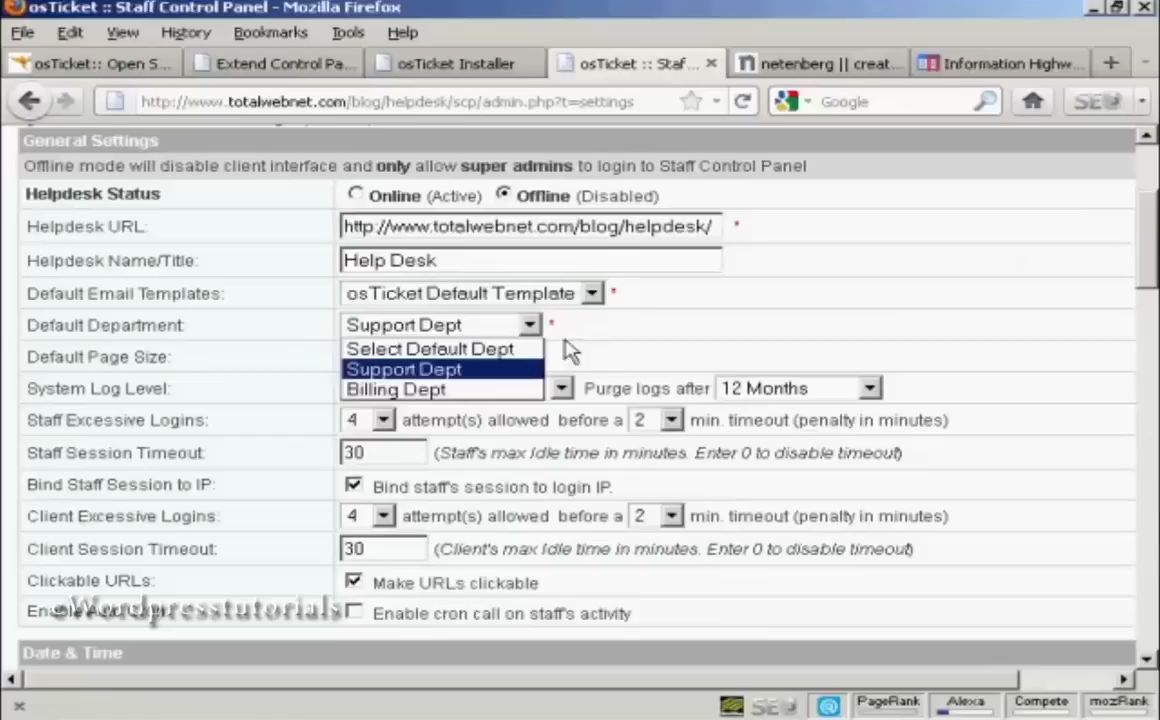 osTicket :: Staff Control Panel - Mozilla Firefox
File Edit View History Bookmarks Tools Help
osTicket:: Open S... Extend Control Pa... osTicket Installer osTicket :: Staf... netenberg || creat... Information Highw...
http://www.totalwebnet.com/blog/helpdesk/scp/admin.php?t=settings Google
General Settings
Offline mode will disable client interface and only allow super admins to login to Staff Control Panel
Helpdesk Status Online (Active) Offline (Disabled)
Helpdesk URL: http://www.totalwebnet.com/blog/helpdesk/ *
Helpdesk Name/Title: Help Desk
Default Email Templates: osTicket Default Template *
Default Department: Support Dept *
Select Default Dept
Default Page Size:
Support Dept
System Log Level: Billing Dept Purge logs after 12 Months
Staff Excessive Logins: 4 attempt(s) allowed before a 2 min. timeout (penalty in minutes)
Staff Session Timeout: 30 (Staff's max Idle time in minutes. Enter 0 to disable timeout)
Bind Staff Session to IP: Bind staff's session to login IP.
Client Excessive Logins: 4 attempt(s) allowed before a 2 min. timeout (penalty in minutes)
Client Session Timeout: 30 (Client's max Idle time in minutes. Enter 0 to disable timeout)
Clickable URLs: Make URLs clickable
©Wordpresstutorials Enable cron call on staff's activity
Date & Time
PageRank Alexa Compete mozRank